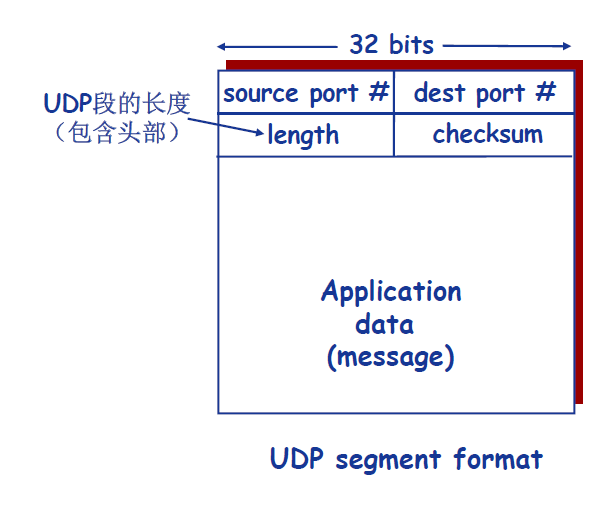 32 bits
source port #
dest port #
UDP段的长度
（包含头部）
length
checksum
Application
data
(message)
UDP segment format